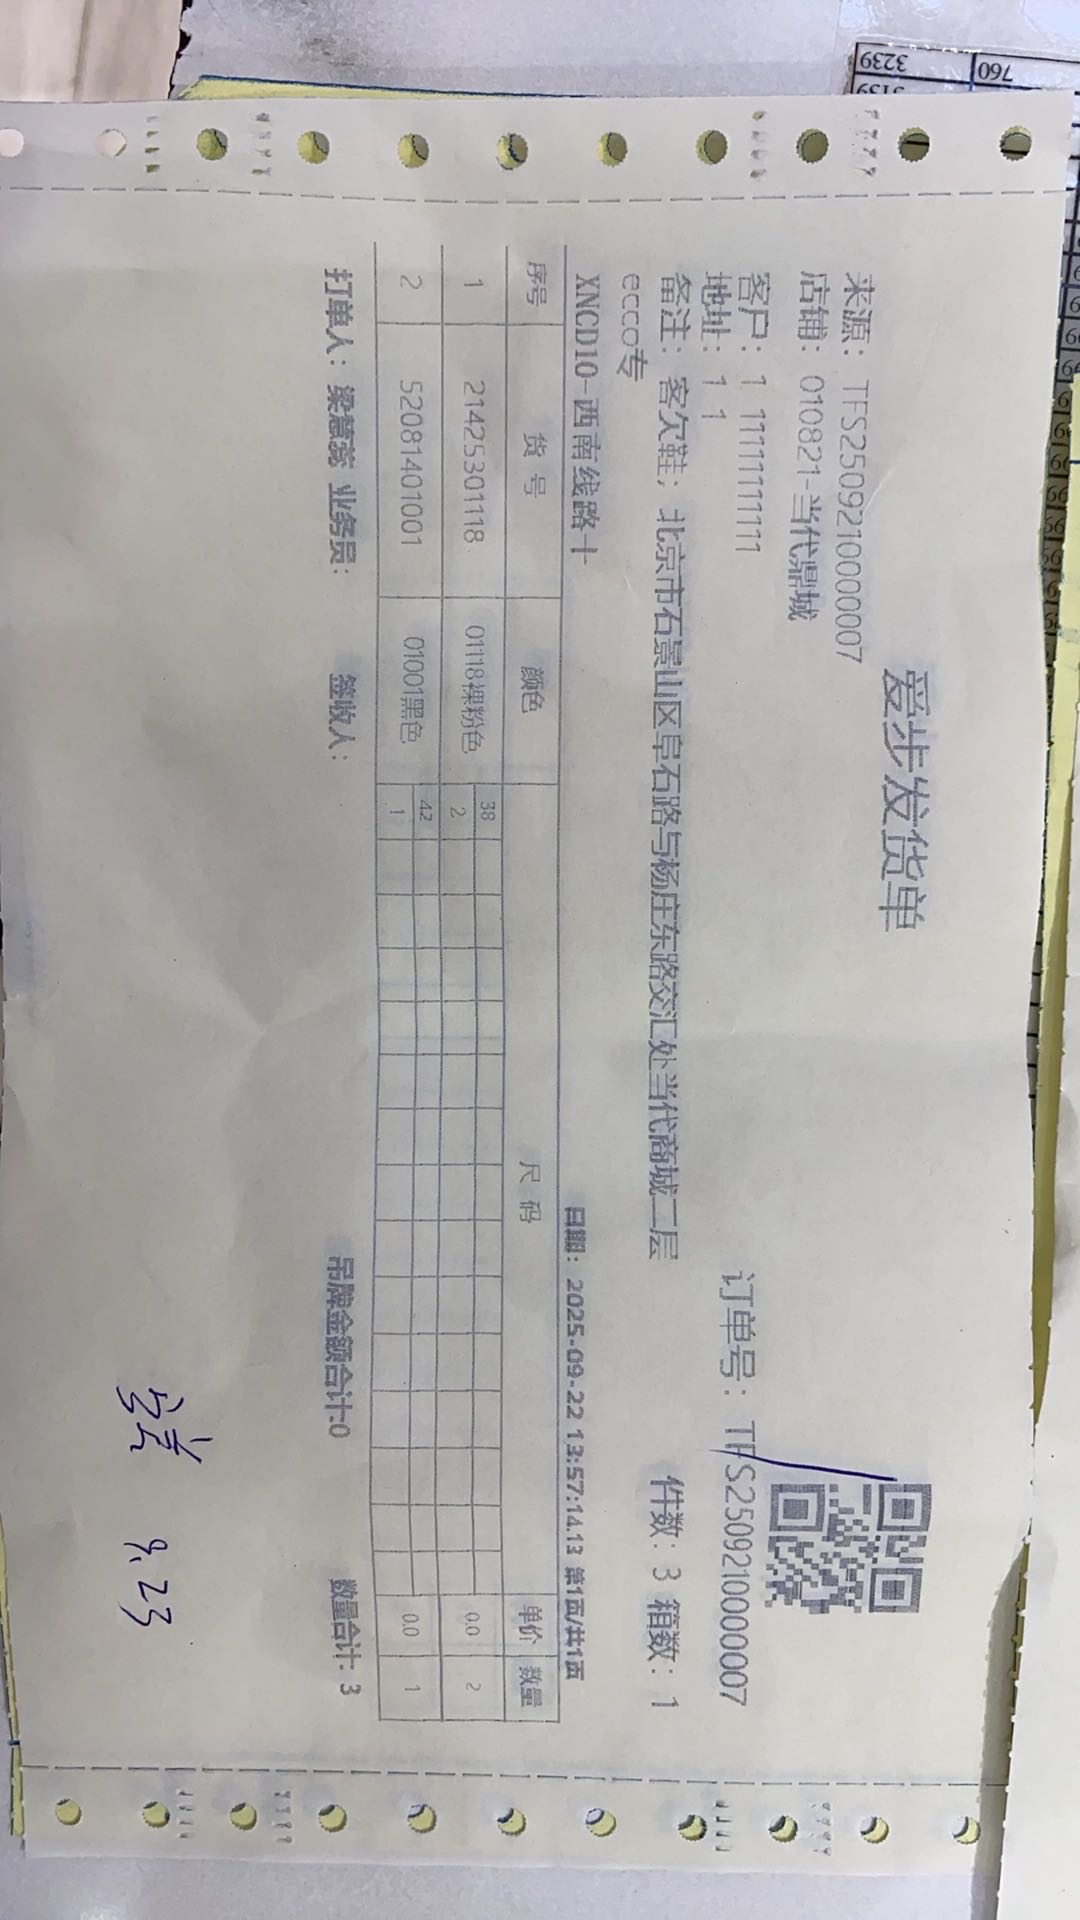 爱步发货单
来源：TFS2509210000007
订单号：TFS2509210000007
店铺：010821-当代鼎城
客户：1 11111111111
地址：1 1
件数：3 箱数：1
备注：客欠鞋；北京市石景山区阜石路与杨庄东路交汇处当代商城二层
ecco专
XNCD10-西南线路十
日期：2025-09-22 13:57:14.13 第1页/共1页
序号 货号 颜色 尺码 单价 数量
1 21425301118 01118裸粉色 38 0.0 2
2
2 52081401001 01001黑色 42 0.0 1
1
打单人：梁慧蕊 业务员： 签收人： 吊牌金额合计:0 数量合计：3
9.23
3239
760
3139